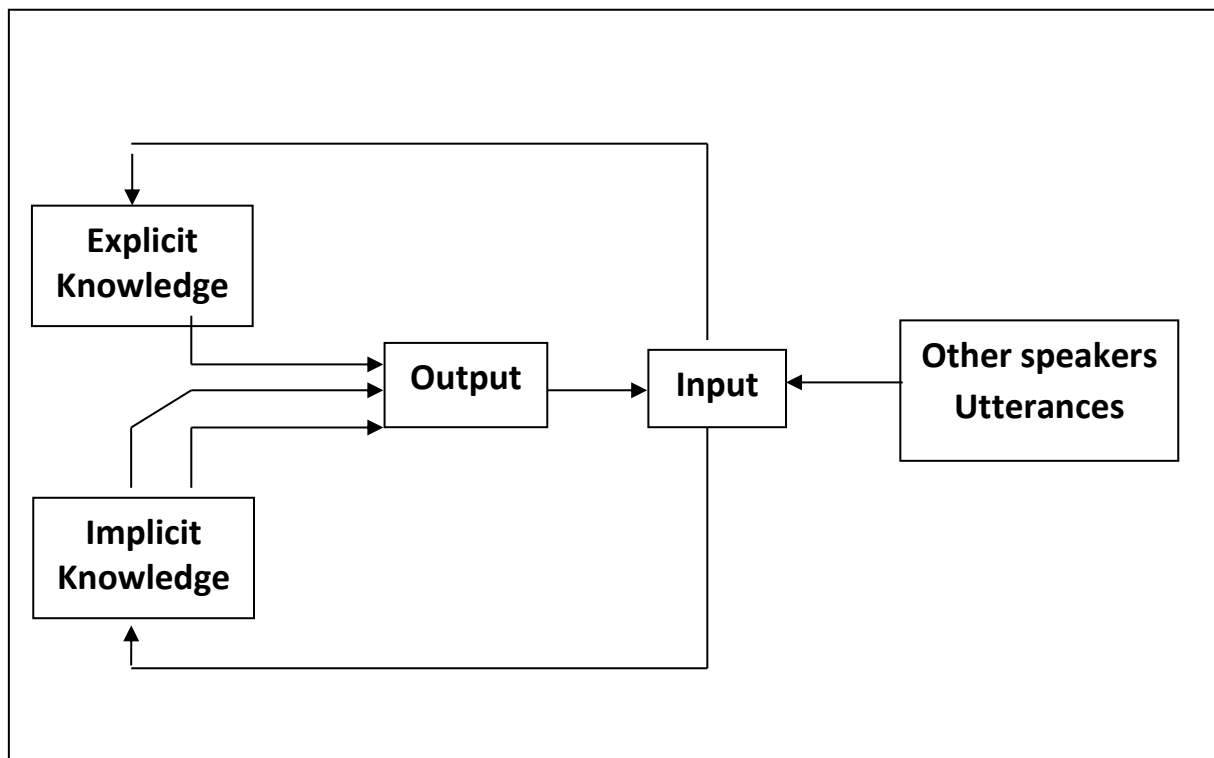 Explicit
Knowledge
Output
Input
Other speakers
Utterances
Implicit
Knowledge